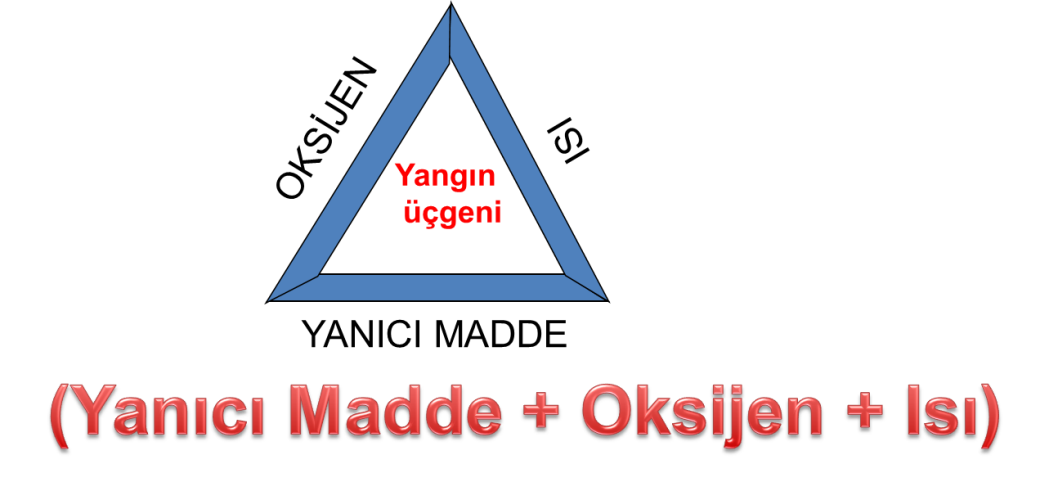 OKSİJEN
ISI
Yangın
üçgeni
YANICI MADDE
(Yanıcı Madde + Oksijen + Isı)